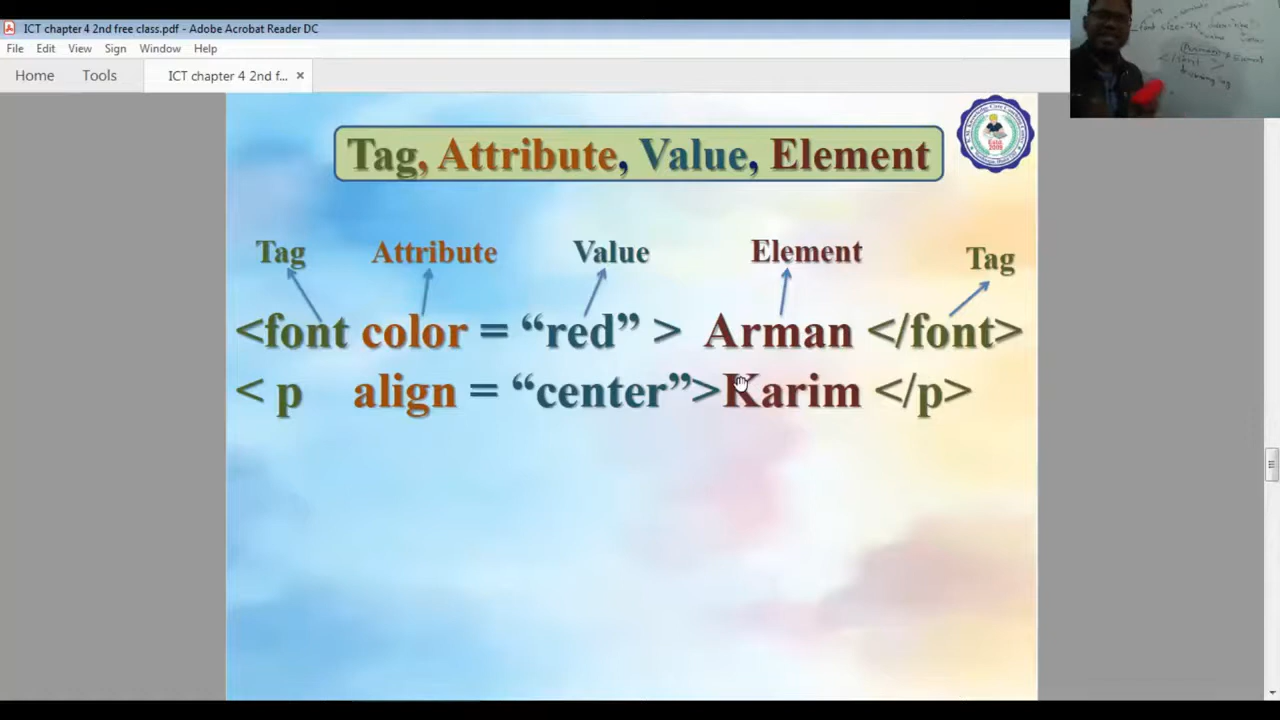 ICT chapter 4 2nd free class.pdf - Adobe Acrobat Reader DC
File Edit View Sign Window Help
Home Tools ICT chapter 4 2nd f... ×
Tag, Attribute, Value, Element
Tag Attribute Value Element Tag
<font color = “red” > Arman </font>
< p align = “center”>Karim </p>